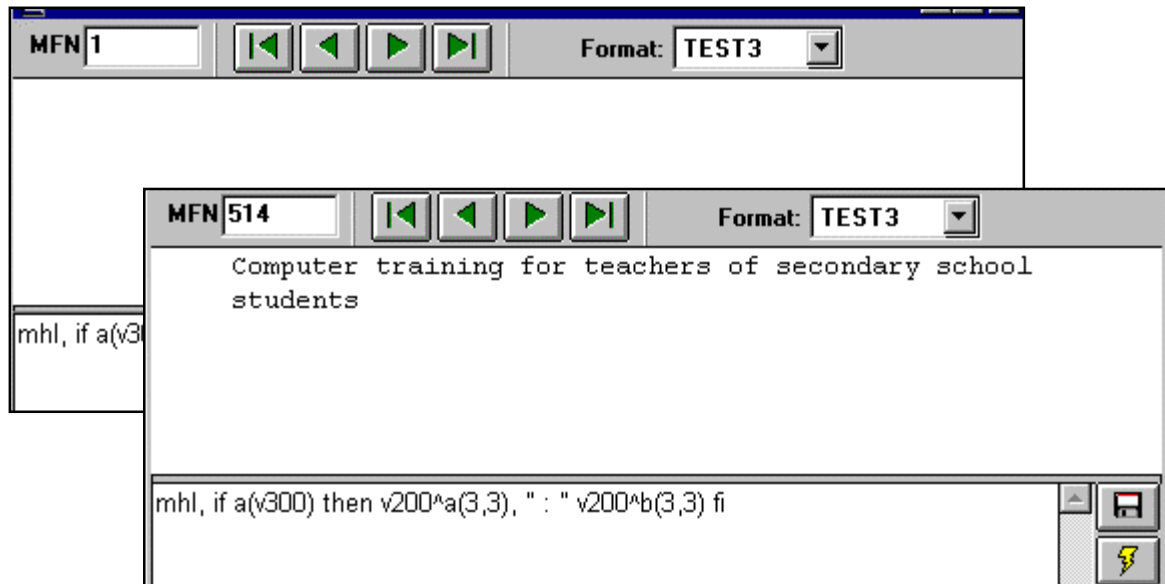 MFN 1 Format: TEST3
mhl, if a(v3
MFN 514 Format: TEST3
Computer training for teachers of secondary school
students
mhl, if a(v300) then v200^a(3,3), " : " v200^b(3,3) fi